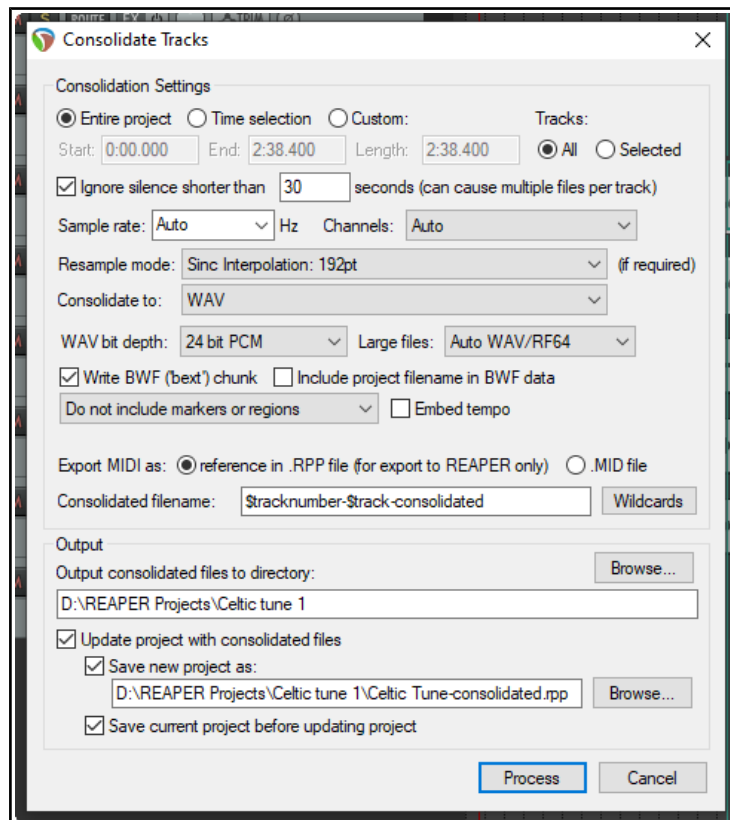 S ROUTE FX TRIM
Consolidate Tracks
Consolidation Settings
Entire project Time selection Custom: Tracks:
Start: 0:00.000 End: 2:38.400 Length: 2:38.400 All Selected
Ignore silence shorter than 30 seconds (can cause multiple files per track)
Sample rate: Auto Hz Channels: Auto
Resample mode: Sinc Interpolation: 192pt (if required)
Consolidate to: WAV
WAV bit depth: 24 bit PCM Large files: Auto WAV/RF64
Write BWF ('bext') chunk Include project filename in BWF data
Do not include markers or regions Embed tempo
Export MIDI as: reference in .RPP file (for export to REAPER only) .MID file
Consolidated filename: $tracknumber-$track-consolidated Wildcards
Output
Output consolidated files to directory: Browse...
D:\REAPER Projects\Celtic tune 1
Update project with consolidated files
Save new project as:
D:\REAPER Projects\Celtic tune 1\Celtic Tune-consolidated.rpp Browse...
Save current project before updating project
Process Cancel